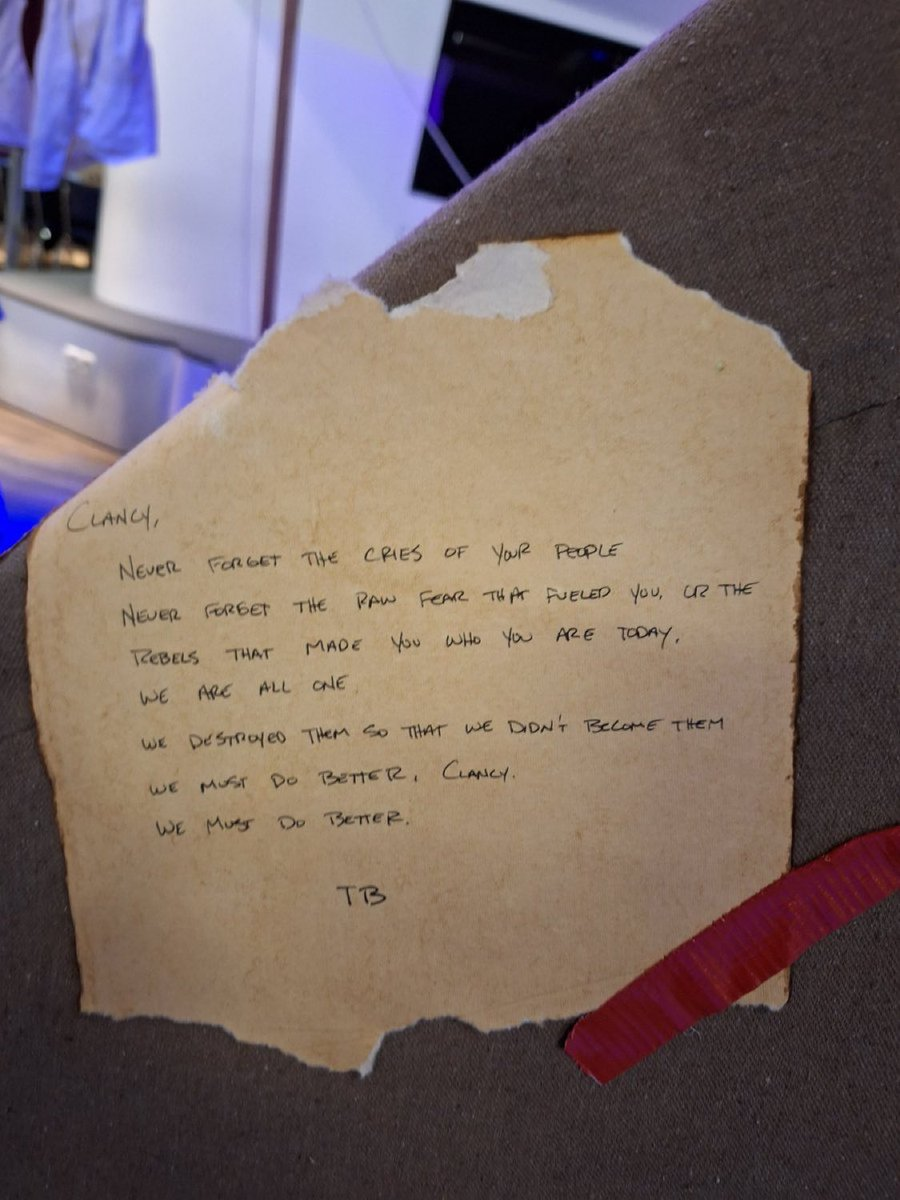 CLANCY,
NEVER FORGET THE CRIES OF YOUR PEOPLE
NEVER FORGET THE RAW FEAR THAT FUELED YOU, OR THE
REBELS THAT MADE YOU WHO YOU ARE TODAY.
WE ARE ALL ONE.
WE DESTROYED THEM SO THAT WE DIDN'T BECOME THEM
WE MUST DO BETTER, CLANCY.
WE MUST DO BETTER.
TB